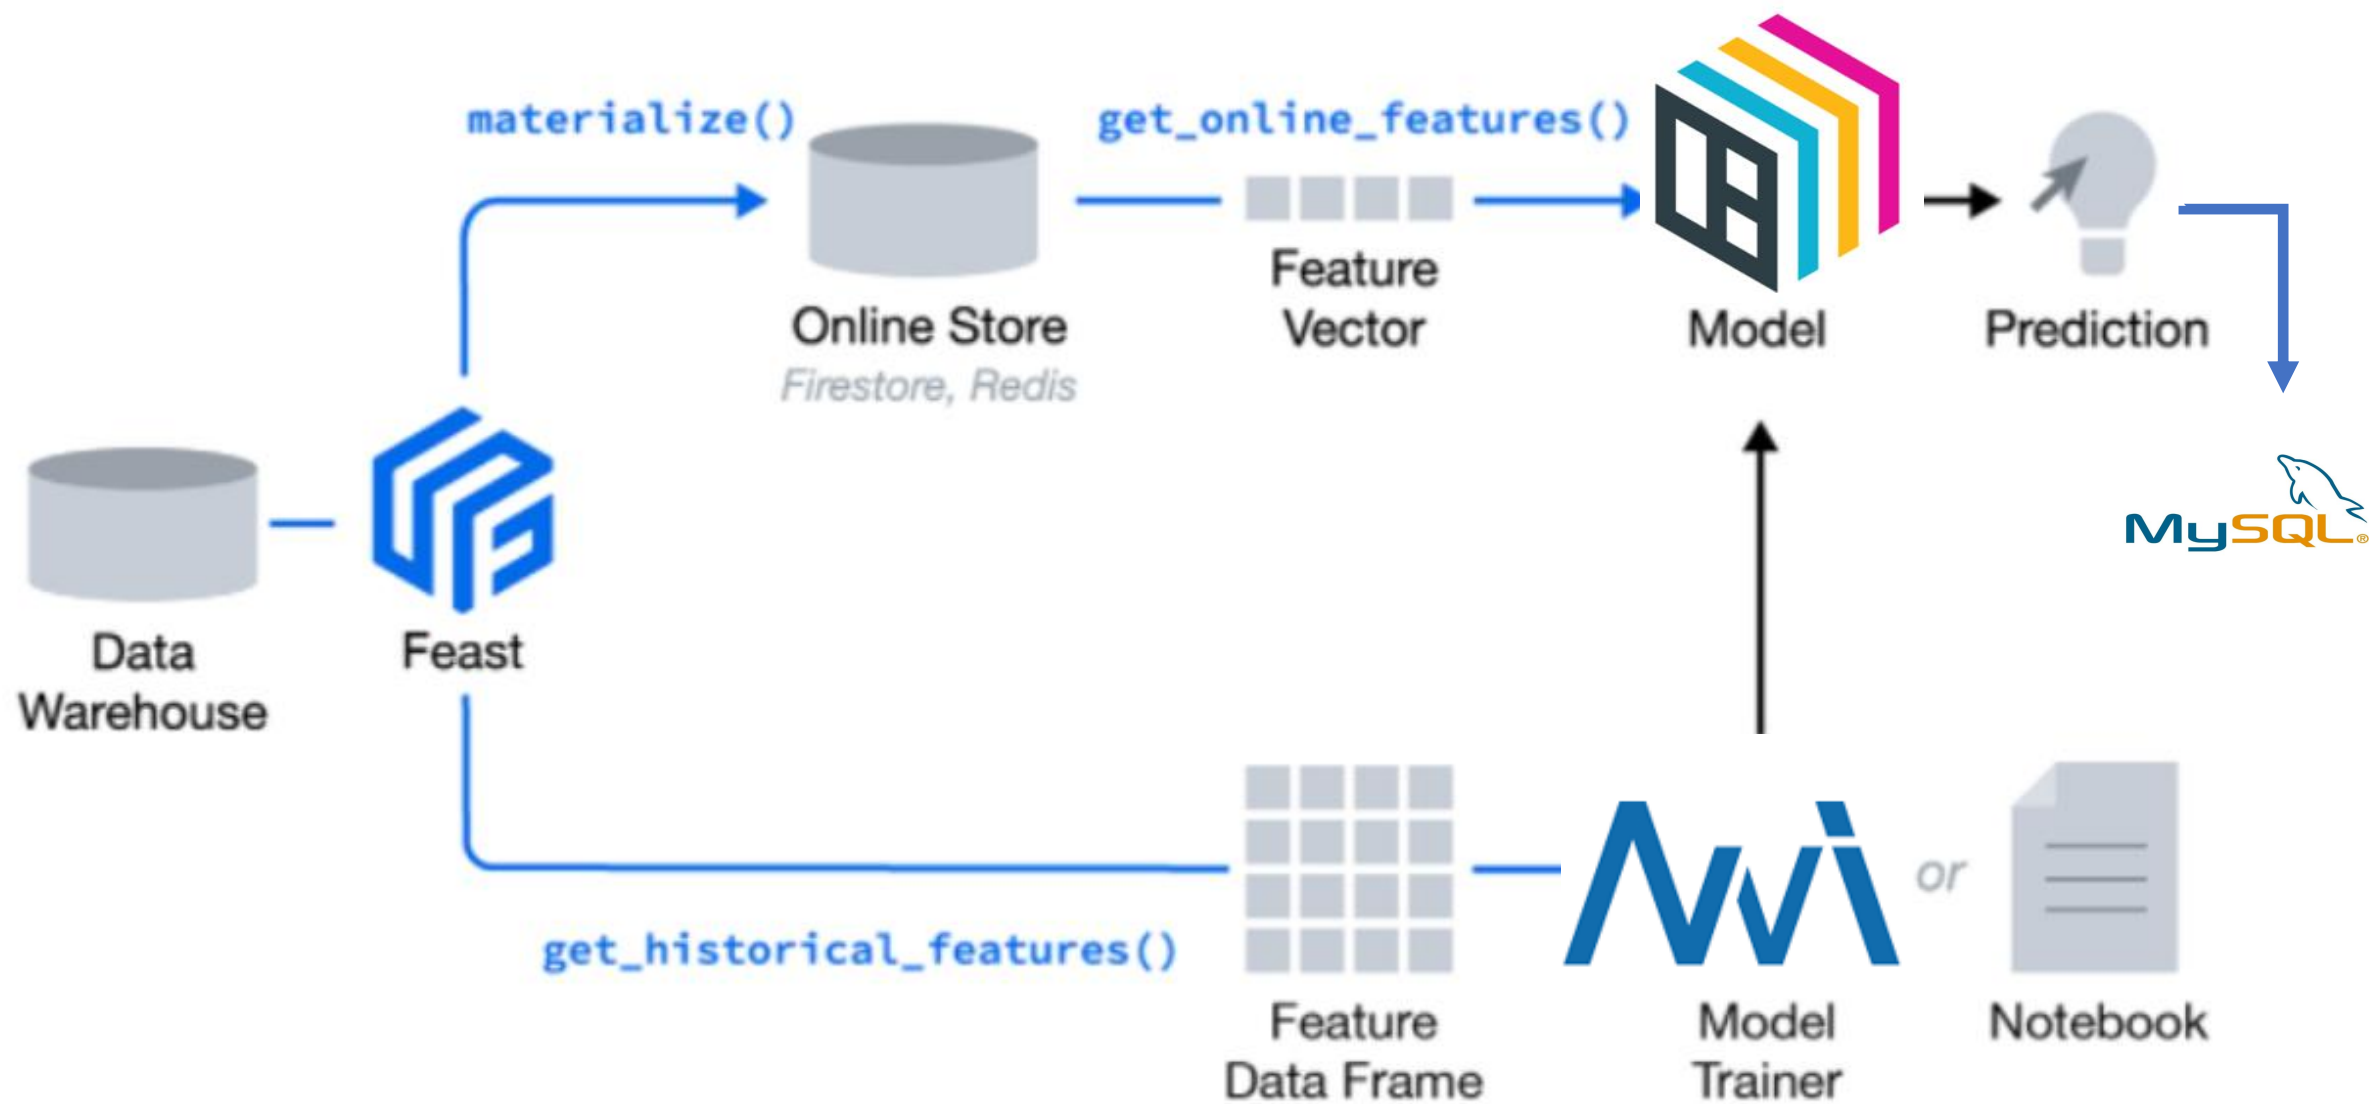 materialize()
get_online_features()
Feature
Vector
Online Store
Firestore, Redis
Model
Prediction
MySQL®
Data
Warehouse
Feast
get_historical_features()
or
Feature
Data Frame
Model
Trainer
Notebook